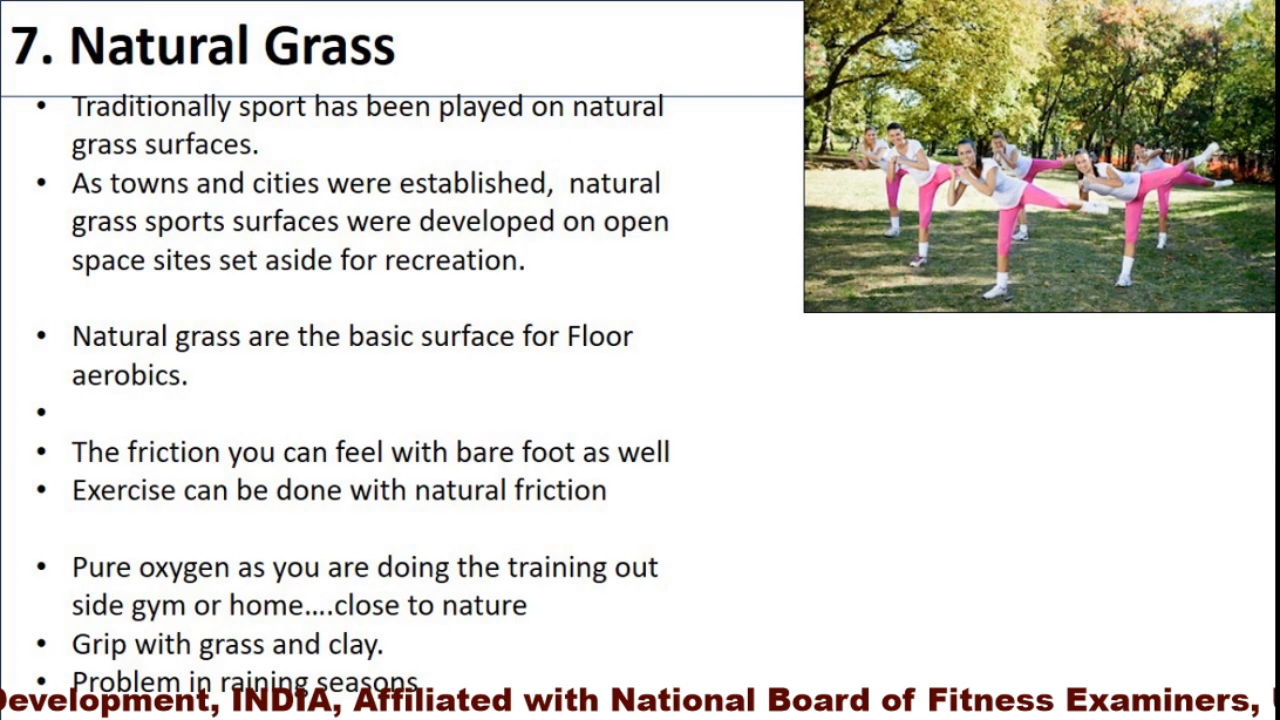 7. Natural Grass
• Traditionally sport has been played on natural
grass surfaces.
• As towns and cities were established,  natural
grass sports surfaces were developed on open
space sites set aside for recreation.
• Natural grass are the basic surface for Floor
aerobics.
•
• The friction you can feel with bare foot as well
• Exercise can be done with natural friction
• Pure oxygen as you are doing the training out
side gym or home….close to nature
• Grip with grass and clay.
• Problem in raining seasons
Development, INDIA, Affiliated with National Board of Fitness Examiners,